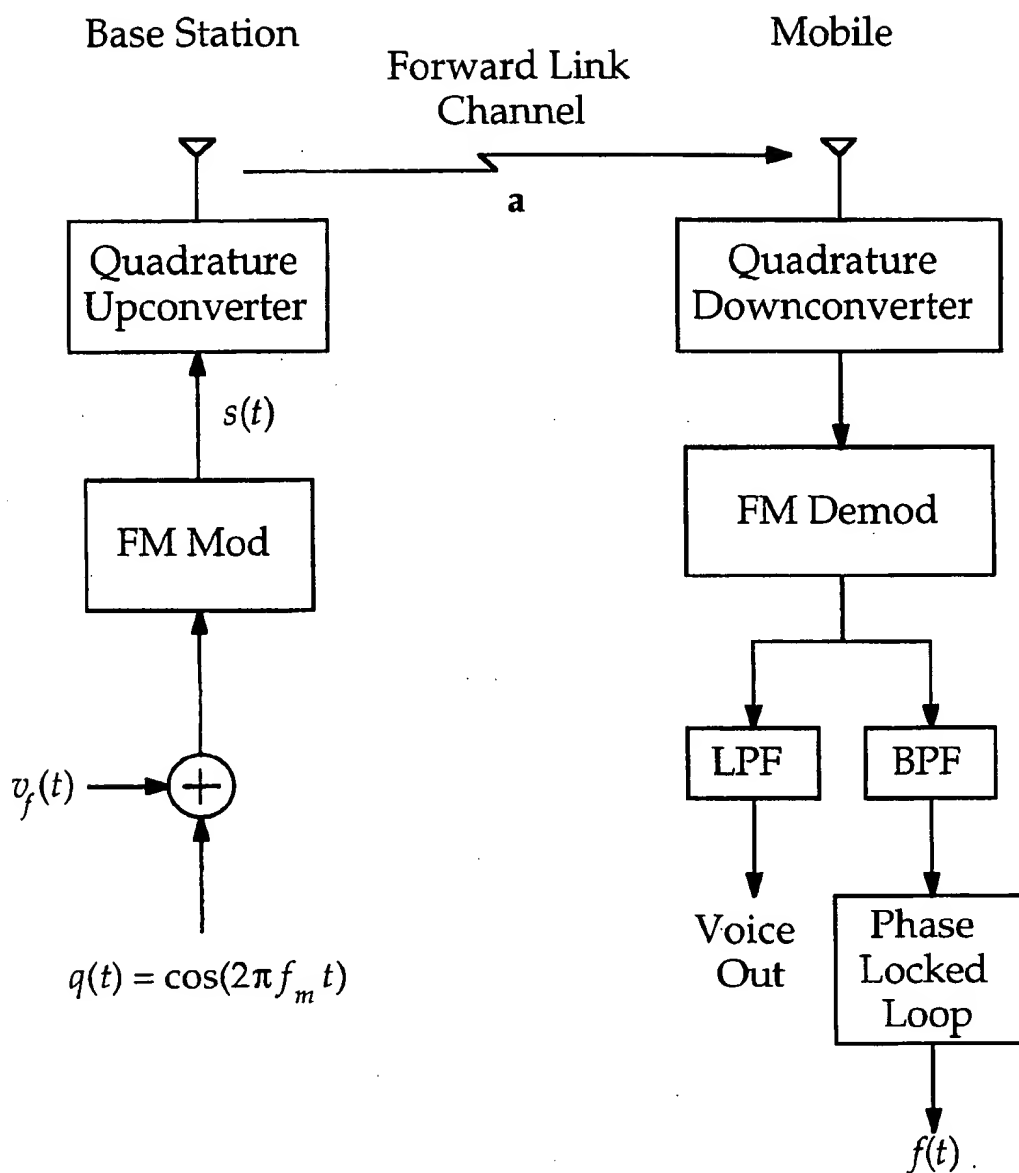 Base Station
Mobile
Forward Link
Channel
a
Quadrature
Upconverter
Quadrature
Downconverter
s(t)
FM Mod
FM Demod
LPF
BPF
v_f(t)
+
Voice
Out
Phase
Locked
Loop
q(t) = cos(2π f_m t)
f(t)